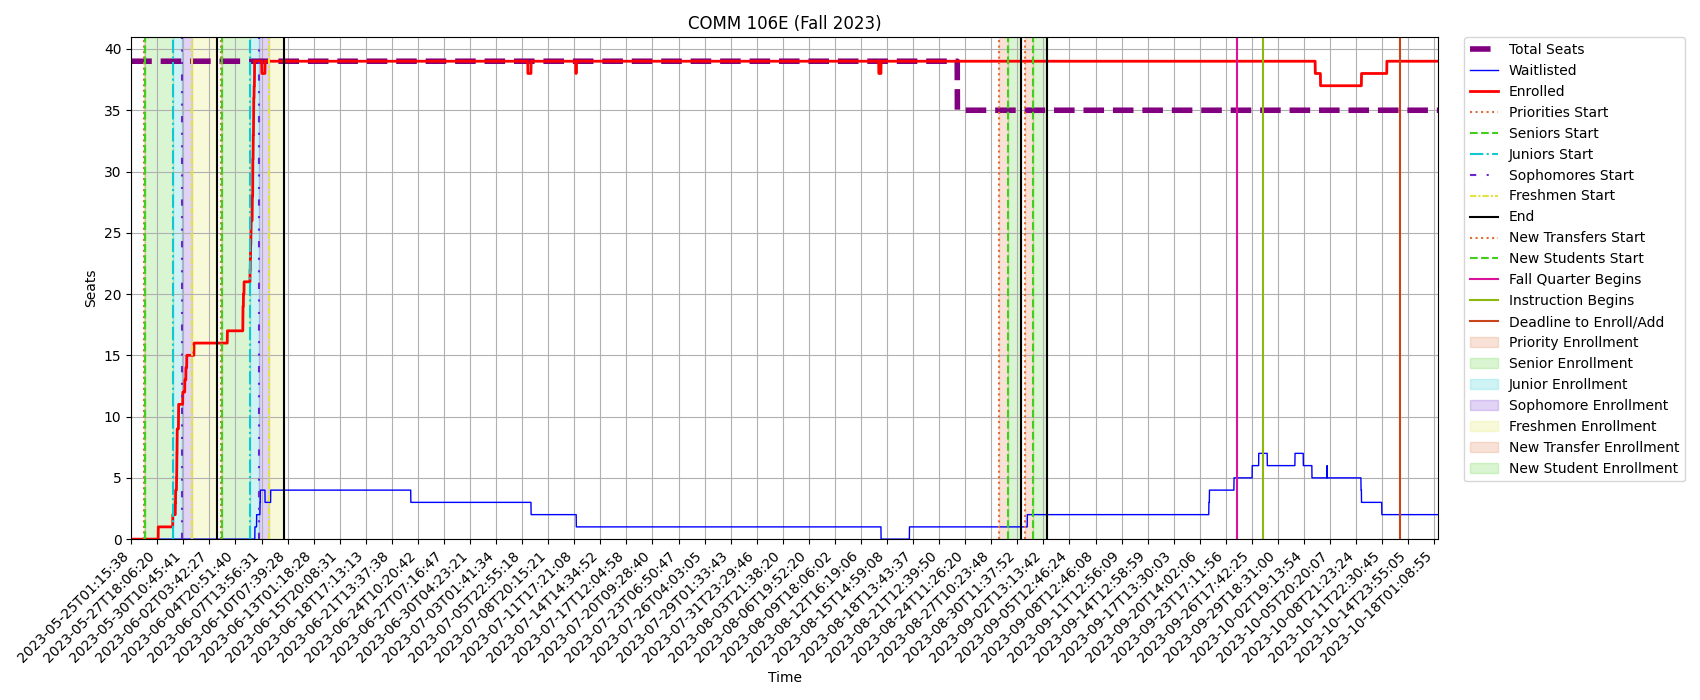 COMM 106E (Fall 2023)
Seats
40
35
30
25
20
15
10
5
0
2023-05-25T01:15:38
2023-05-27T18:06:20
2023-05-30T10:45:41
2023-06-02T03:42:27
2023-06-04T20:51:40
2023-06-07T13:56:31
2023-06-10T07:39:28
2023-06-13T01:18:28
2023-06-15T20:08:31
2023-06-18T17:13:13
2023-06-21T13:37:38
2023-06-24T10:20:42
2023-06-27T07:16:47
2023-06-30T04:23:21
2023-07-03T01:41:34
2023-07-05T22:55:18
2023-07-08T20:15:21
2023-07-11T17:21:08
2023-07-14T14:34:52
2023-07-17T12:04:58
2023-07-20T09:28:40
2023-07-23T06:50:47
2023-07-26T04:03:05
2023-07-29T01:33:43
2023-07-31T23:29:46
2023-08-03T21:38:20
2023-08-06T19:52:20
2023-08-09T18:06:02
2023-08-12T16:19:06
2023-08-15T14:59:08
2023-08-18T13:43:37
2023-08-21T12:39:50
2023-08-24T11:26:20
2023-08-27T10:23:48
2023-08-30T11:37:52
2023-09-02T13:13:42
2023-09-05T12:46:24
2023-09-08T12:46:08
2023-09-11T12:56:09
2023-09-14T12:58:59
2023-09-17T13:30:03
2023-09-20T14:02:06
2023-09-23T17:11:56
2023-09-26T17:42:25
2023-09-29T18:31:00
2023-10-02T19:13:54
2023-10-05T20:20:07
2023-10-08T21:23:24
2023-10-11T22:30:45
2023-10-14T23:55:05
2023-10-18T01:08:55
Time
Total Seats
Waitlisted
Enrolled
Priorities Start
Seniors Start
Juniors Start
Sophomores Start
Freshmen Start
End
New Transfers Start
New Students Start
Fall Quarter Begins
Instruction Begins
Deadline to Enroll/Add
Priority Enrollment
Senior Enrollment
Junior Enrollment
Sophomore Enrollment
Freshmen Enrollment
New Transfer Enrollment
New Student Enrollment